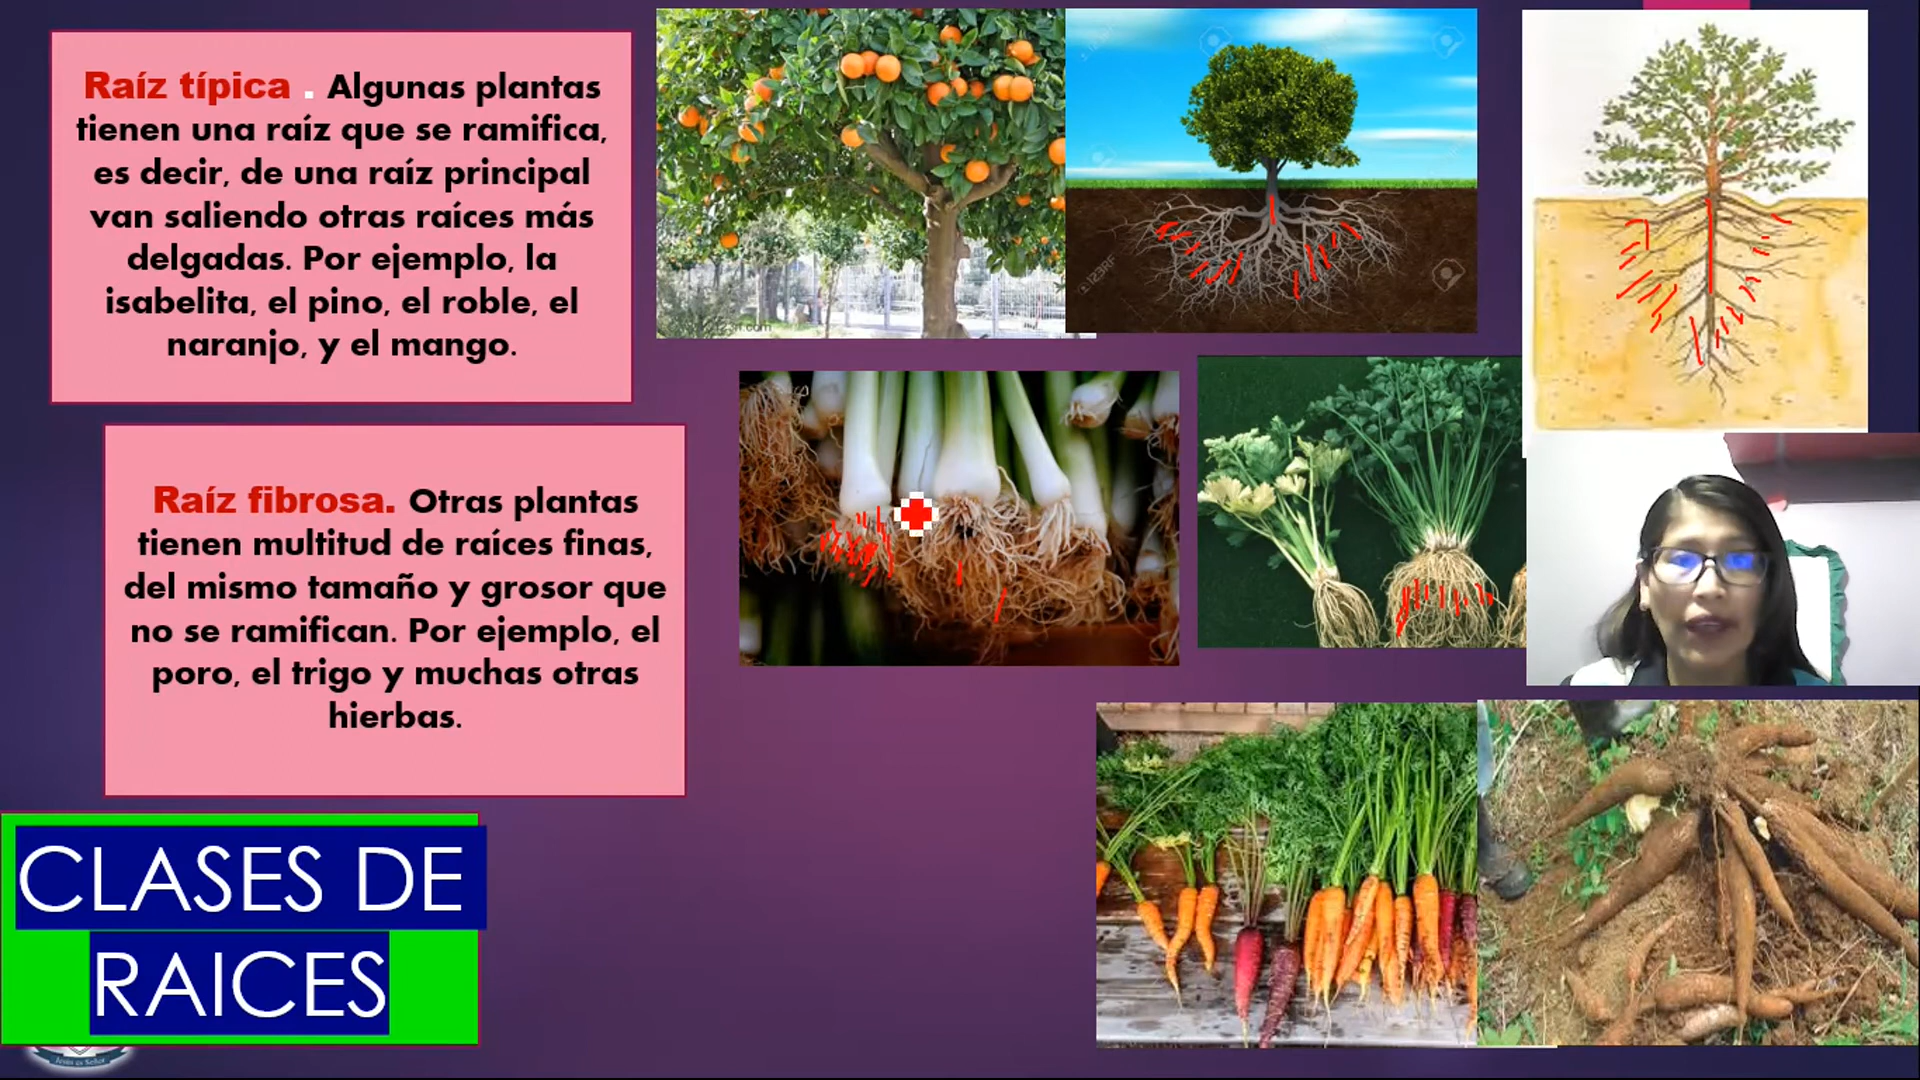 Raíz típica . Algunas plantas
tienen una raíz que se ramifica,
es decir, de una raíz principal
van saliendo otras raíces más
delgadas. Por ejemplo, la
isabelita, el pino, el roble, el
naranjo, y el mango.
Raíz fibrosa. Otras plantas
tienen multitud de raíces finas,
del mismo tamaño y grosor que
no se ramifican. Por ejemplo, el
poro, el trigo y muchas otras
hierbas.
CLASES DE
RAICES
123RF